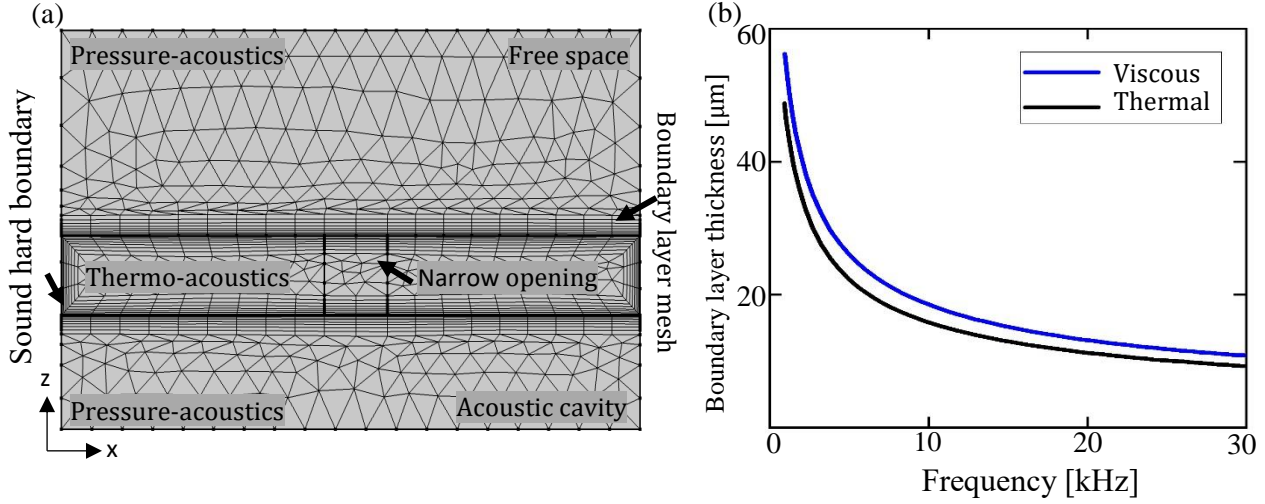 (a)
Pressure-acoustics
Free space
Sound hard boundary
Boundary layer mesh
Thermo-acoustics
Narrow opening
Pressure-acoustics
Acoustic cavity
z
x
(b)
Boundary layer thickness [μm]
60
40
20
0
10
20
30
Frequency [kHz]
Viscous
Thermal